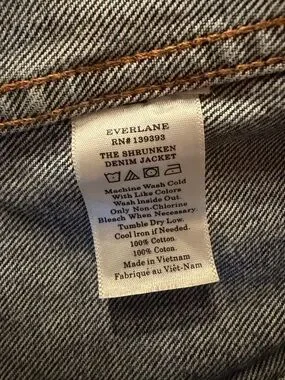 EVERLANE
RN# 139393
THE SHRUNKEN
DENIM JACKET
Machine Wash Cold
With Like Colors.
Wash Inside Out.
Only Non-Chlorine
Bleach When Necessary.
Tumble Dry Low.
Cool Iron if Needed.
100% Cotton.
100% Coton.
Made in Vietnam
Fabriqué au Viêt-Nam